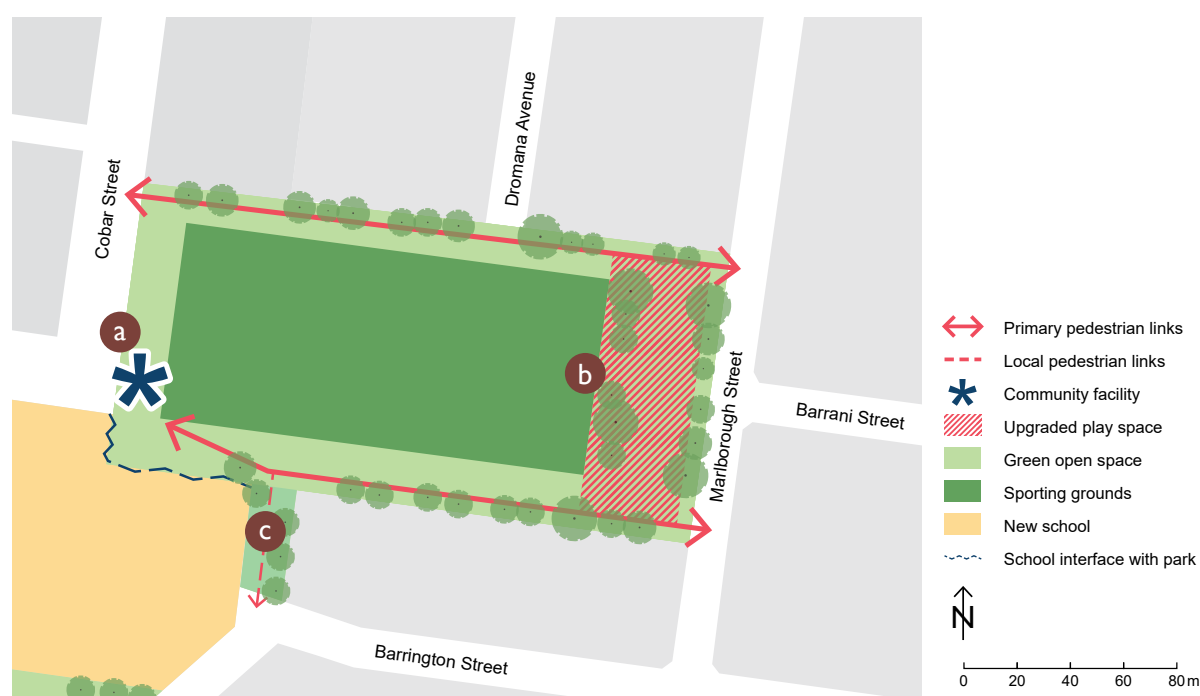 Dromana Avenue
Cobar Street
a
b
Marlborough Street
Barrani Street
c
Barrington Street
Primary pedestrian links
Local pedestrian links
Community facility
Upgraded play space
Green open space
Sporting grounds
New school
School interface with park
N
0 20 40 60 80 m